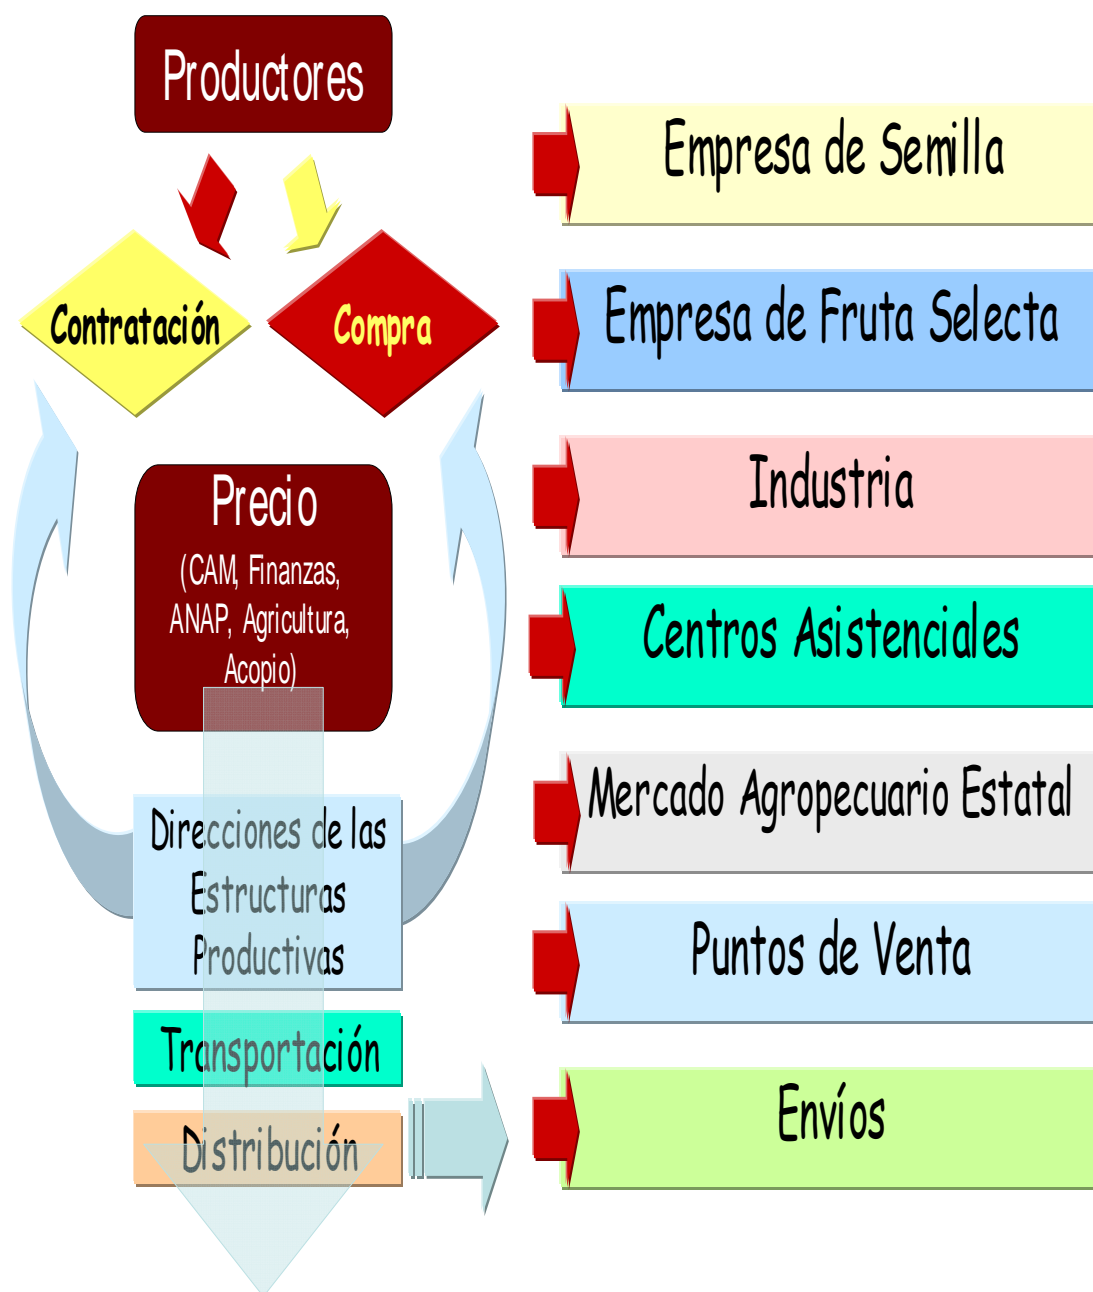 Productores
Contratación
Compra
Precio
(CAM, Finanzas,
ANAP, Agricultura,
Acopio)
Direcciones de las
Estructuras
Productivas
Transportación
Distribución
Empresa de Semilla
Empresa de Fruta Selecta
Industria
Centros Asistenciales
Mercado Agropecuario Estatal
Puntos de Venta
Envíos